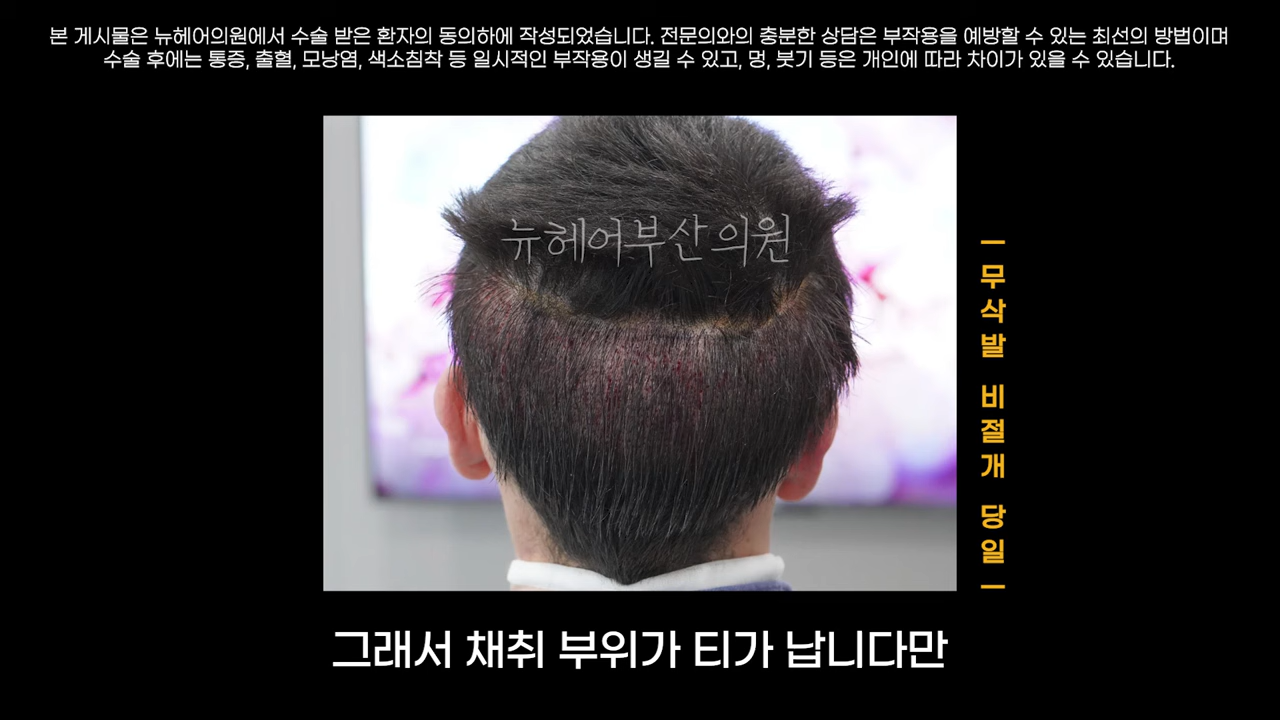 본 게시물은 뉴헤어의원에서 수술 받은 환자의 동의하에 작성되었습니다. 전문의와의 충분한 상담은 부작용을 예방할 수 있는 최선의 방법이며
수술 후에는 통증, 출혈, 모낭염, 색소침착 등 일시적인 부작용이 생길 수 있고, 멍, 붓기 등은 개인에 따라 차이가 있을 수 있습니다.
뉴헤어부산의원
ㅡ무삭발 비절개 당일ㅡ
그래서 채취 부위가 티가 납니다만